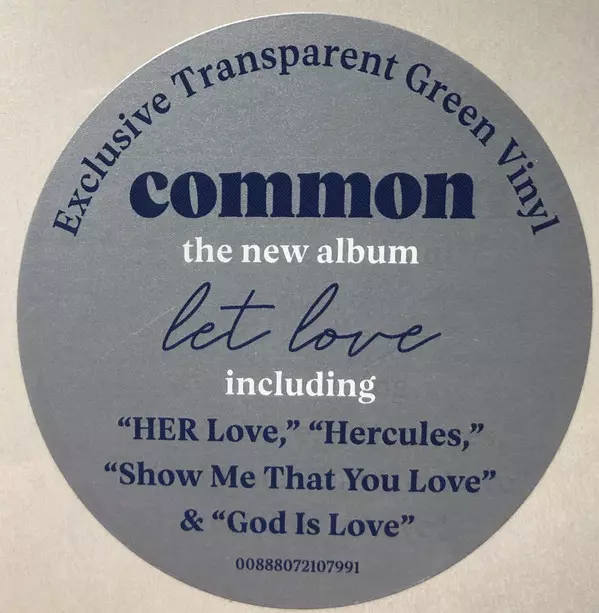 Exclusive Transparent Green Vinyl
common
the new album
let love
including
“HER Love,” “Hercules,”
“Show Me That You Love”
& “God Is Love”
00888072107991